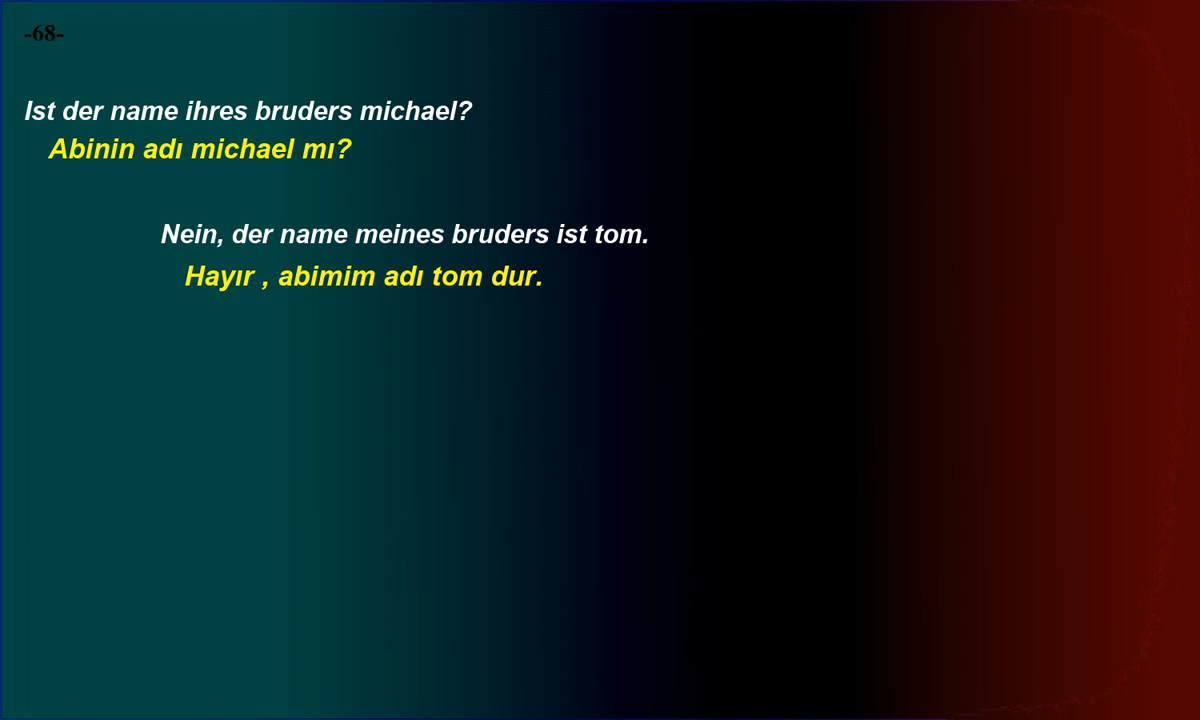 -68-
Ist der name ihres bruders michael?
Abinin adı michael mı?
Nein, der name meines bruders ist tom.
Hayır , abimim adı tom dur.